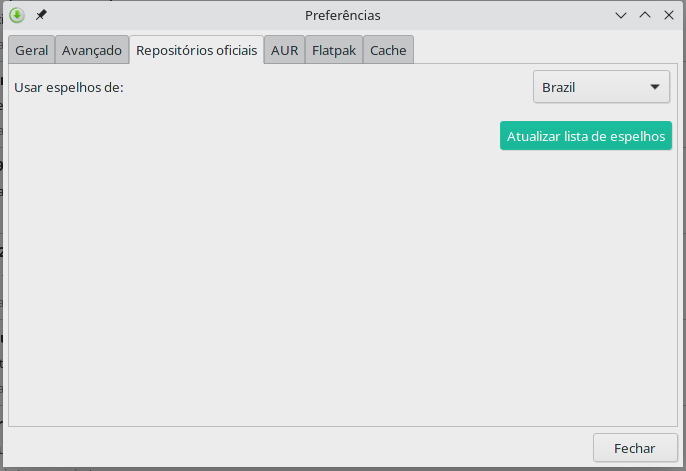 Preferências
Geral Avançado Repositórios oficiais AUR Flatpak Cache
Usar espelhos de: Brazil
Atualizar lista de espelhos
Fechar